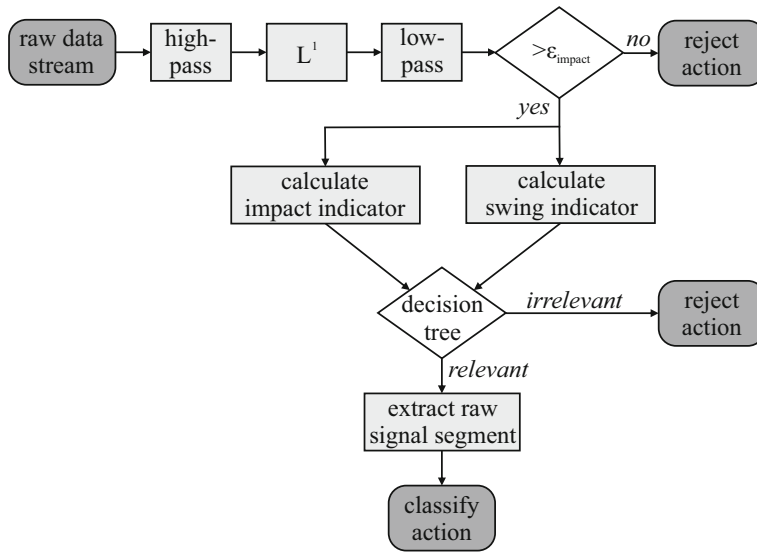 raw data
stream
high-
pass
L¹
low-
pass
>ε_impact
no
reject
action
yes
calculate
impact indicator
calculate
swing indicator
decision
tree
irrelevant
reject
action
relevant
extract raw
signal segment
classify
action